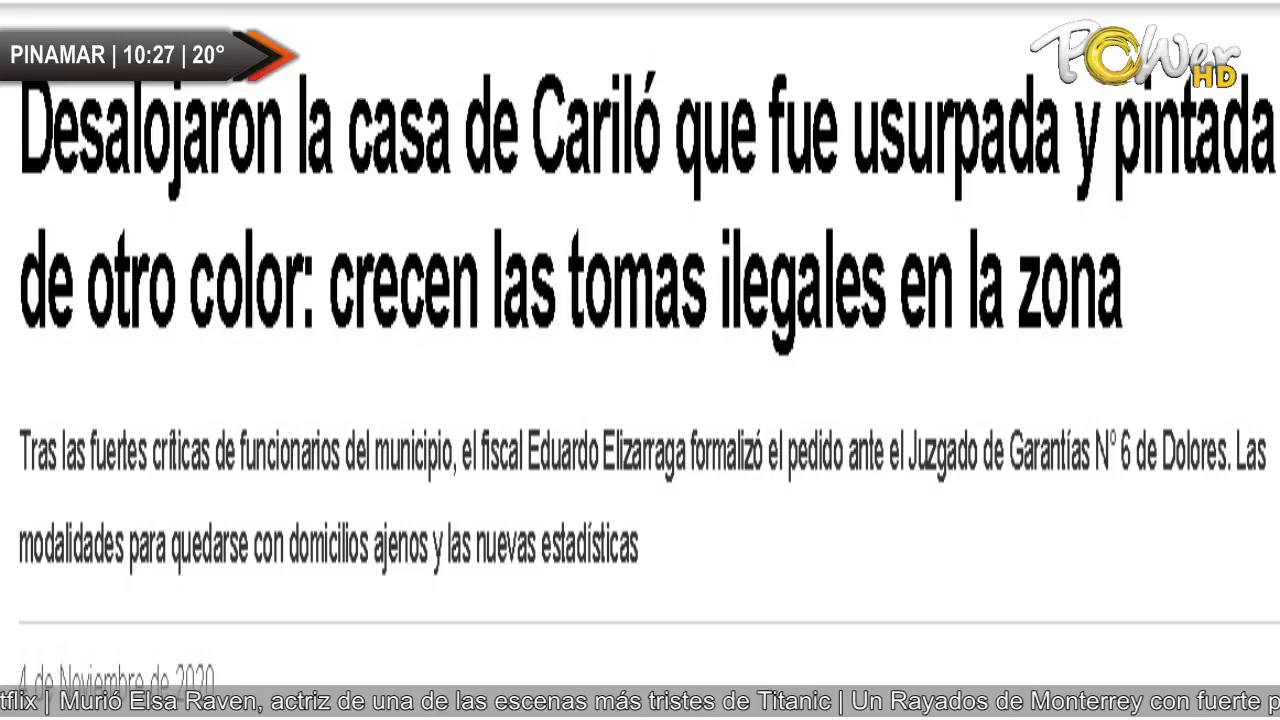 PINAMAR | 10:27 | 20°
POWer
HD
Desalojaron la casa de Cariló que fue usurpada y pintada
de otro color: crecen las tomas ilegales en la zona
Tras las fuertes críticas de funcionarios del municipio, el fiscal Eduardo Elizarraga formalizó el pedido ante el Juzgado de Garantías N° 6 de Dolores. Las
modalidades para quedarse con domicilios ajenos y las nuevas estadísticas
4 de Noviembre de 2020
tflix | Murió Elsa Raven, actriz de una de las escenas más tristes de Titanic | Un Rayados de Monterrey con fuerte p